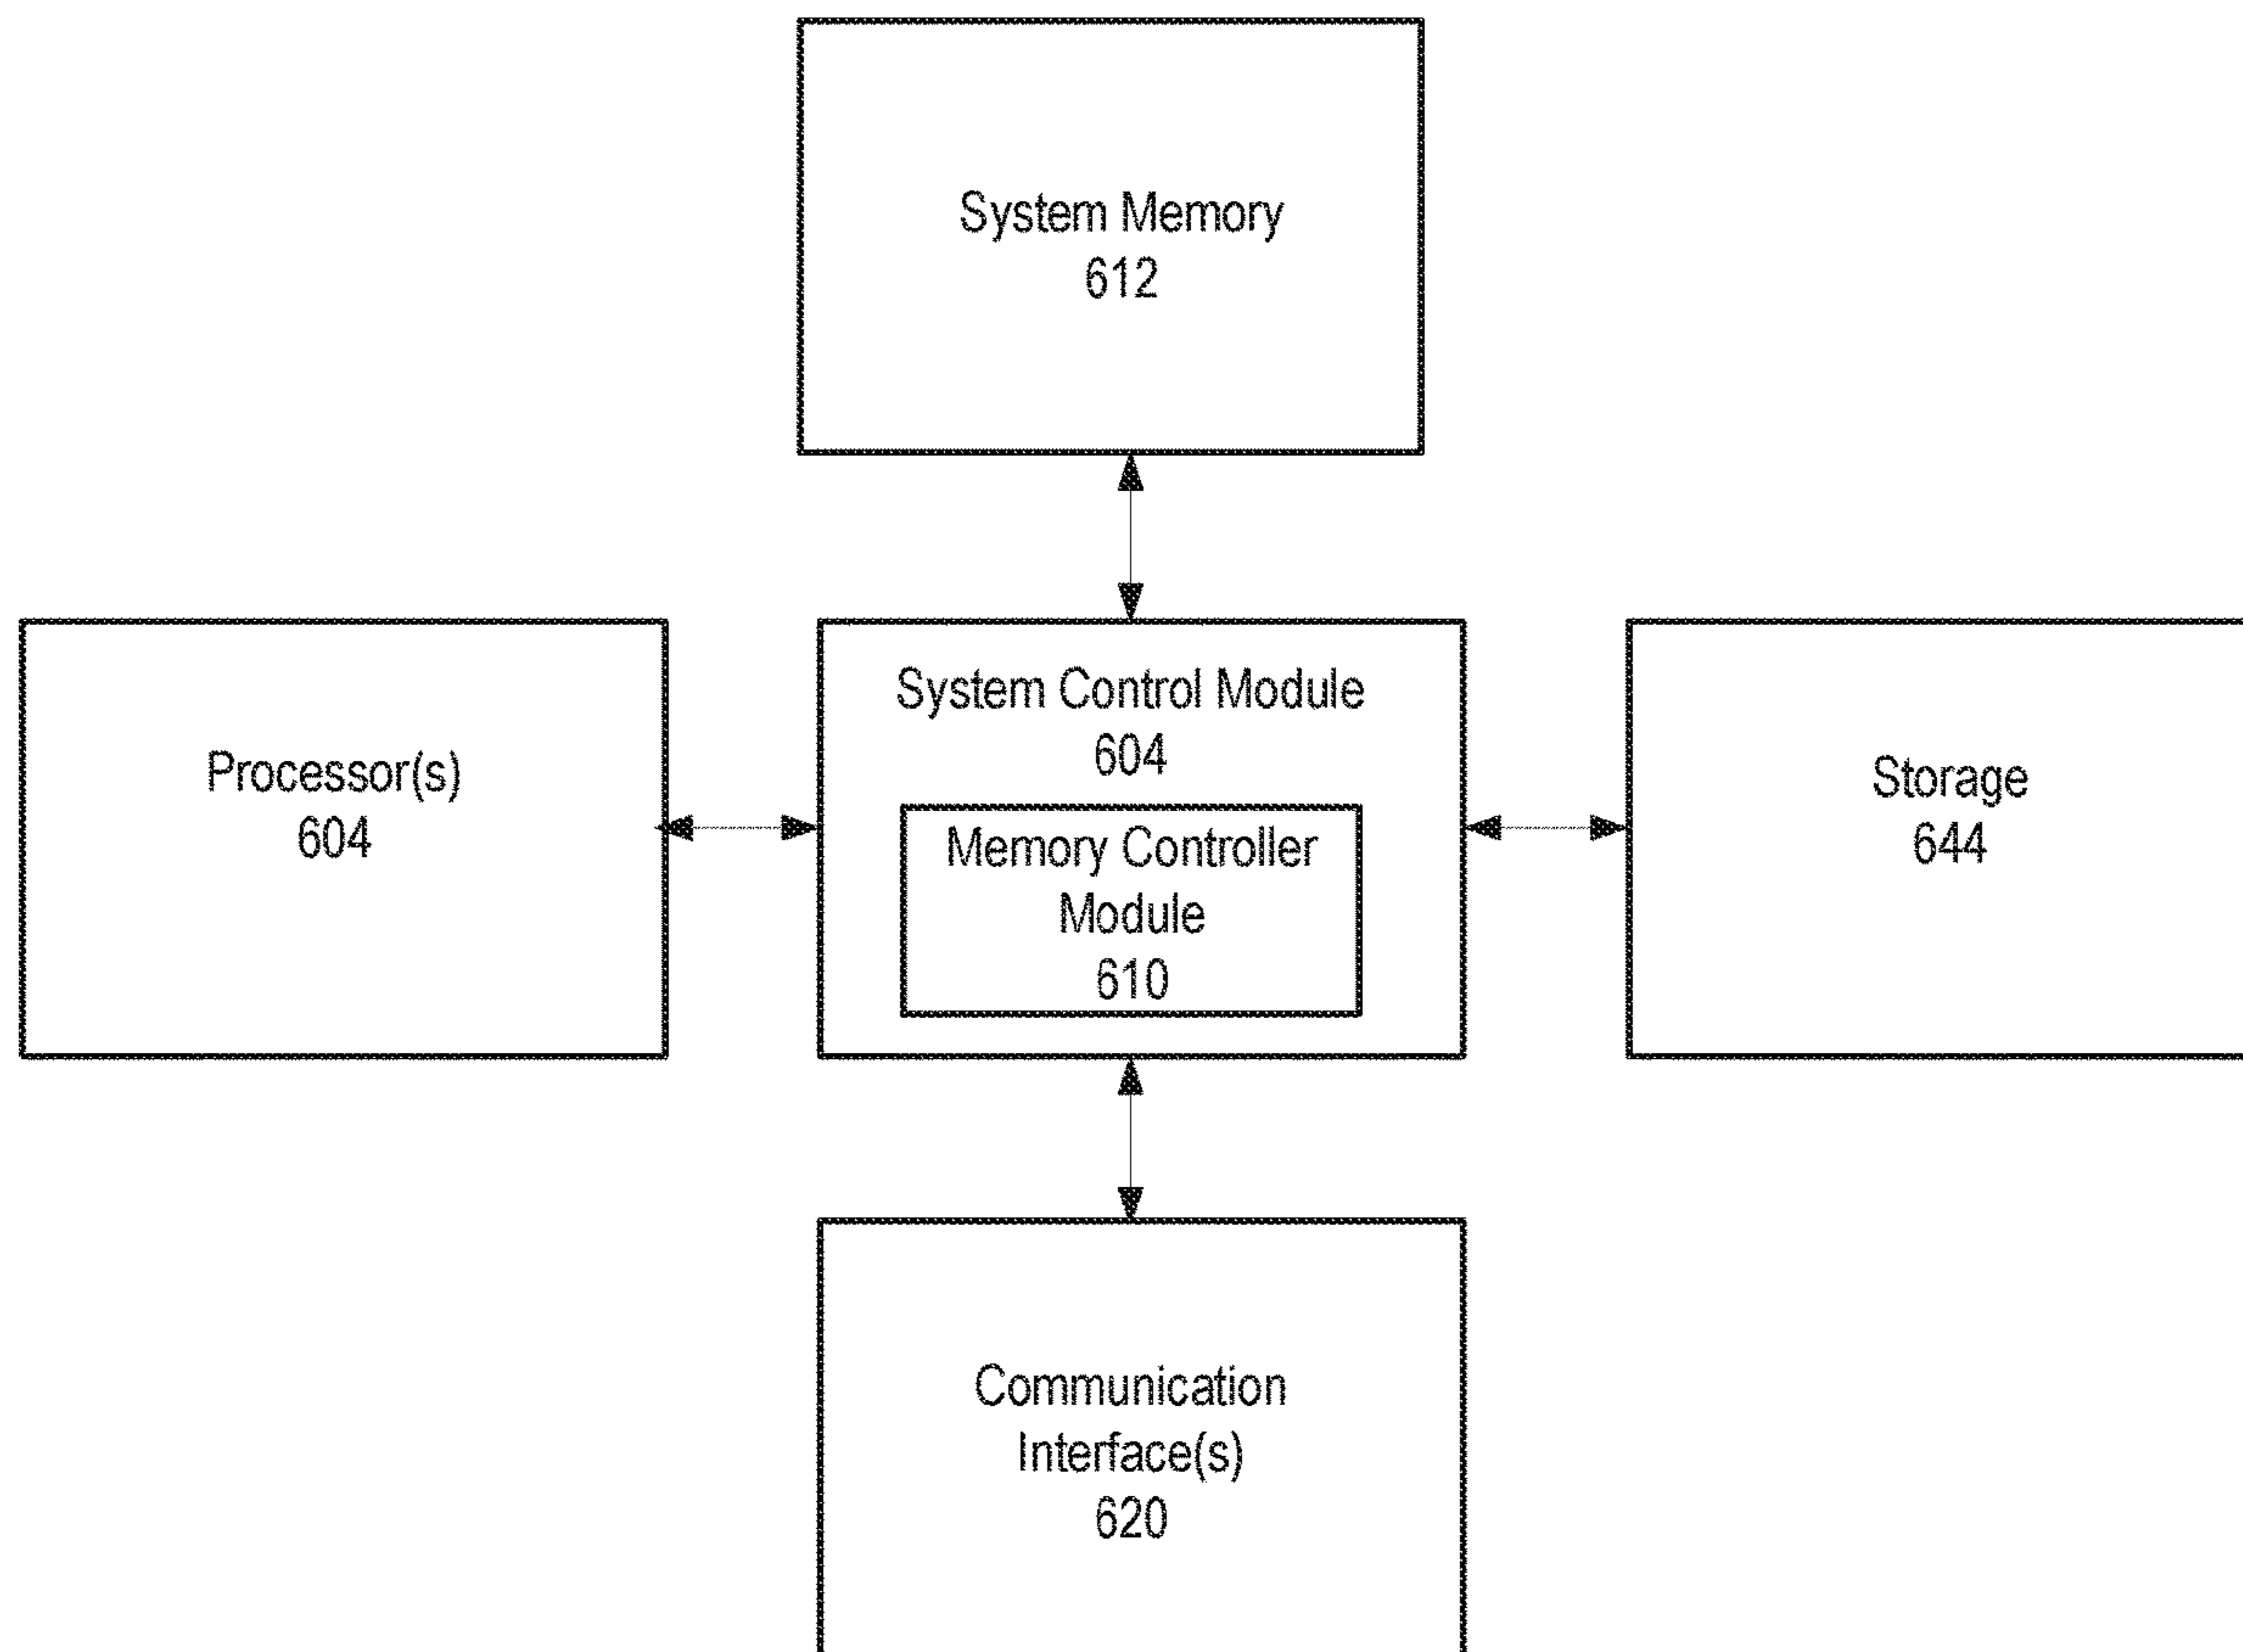 System Memory
612
Processor(s)
604
System Control Module
604
Memory Controller
Module
610
Storage
644
Communication
Interface(s)
620